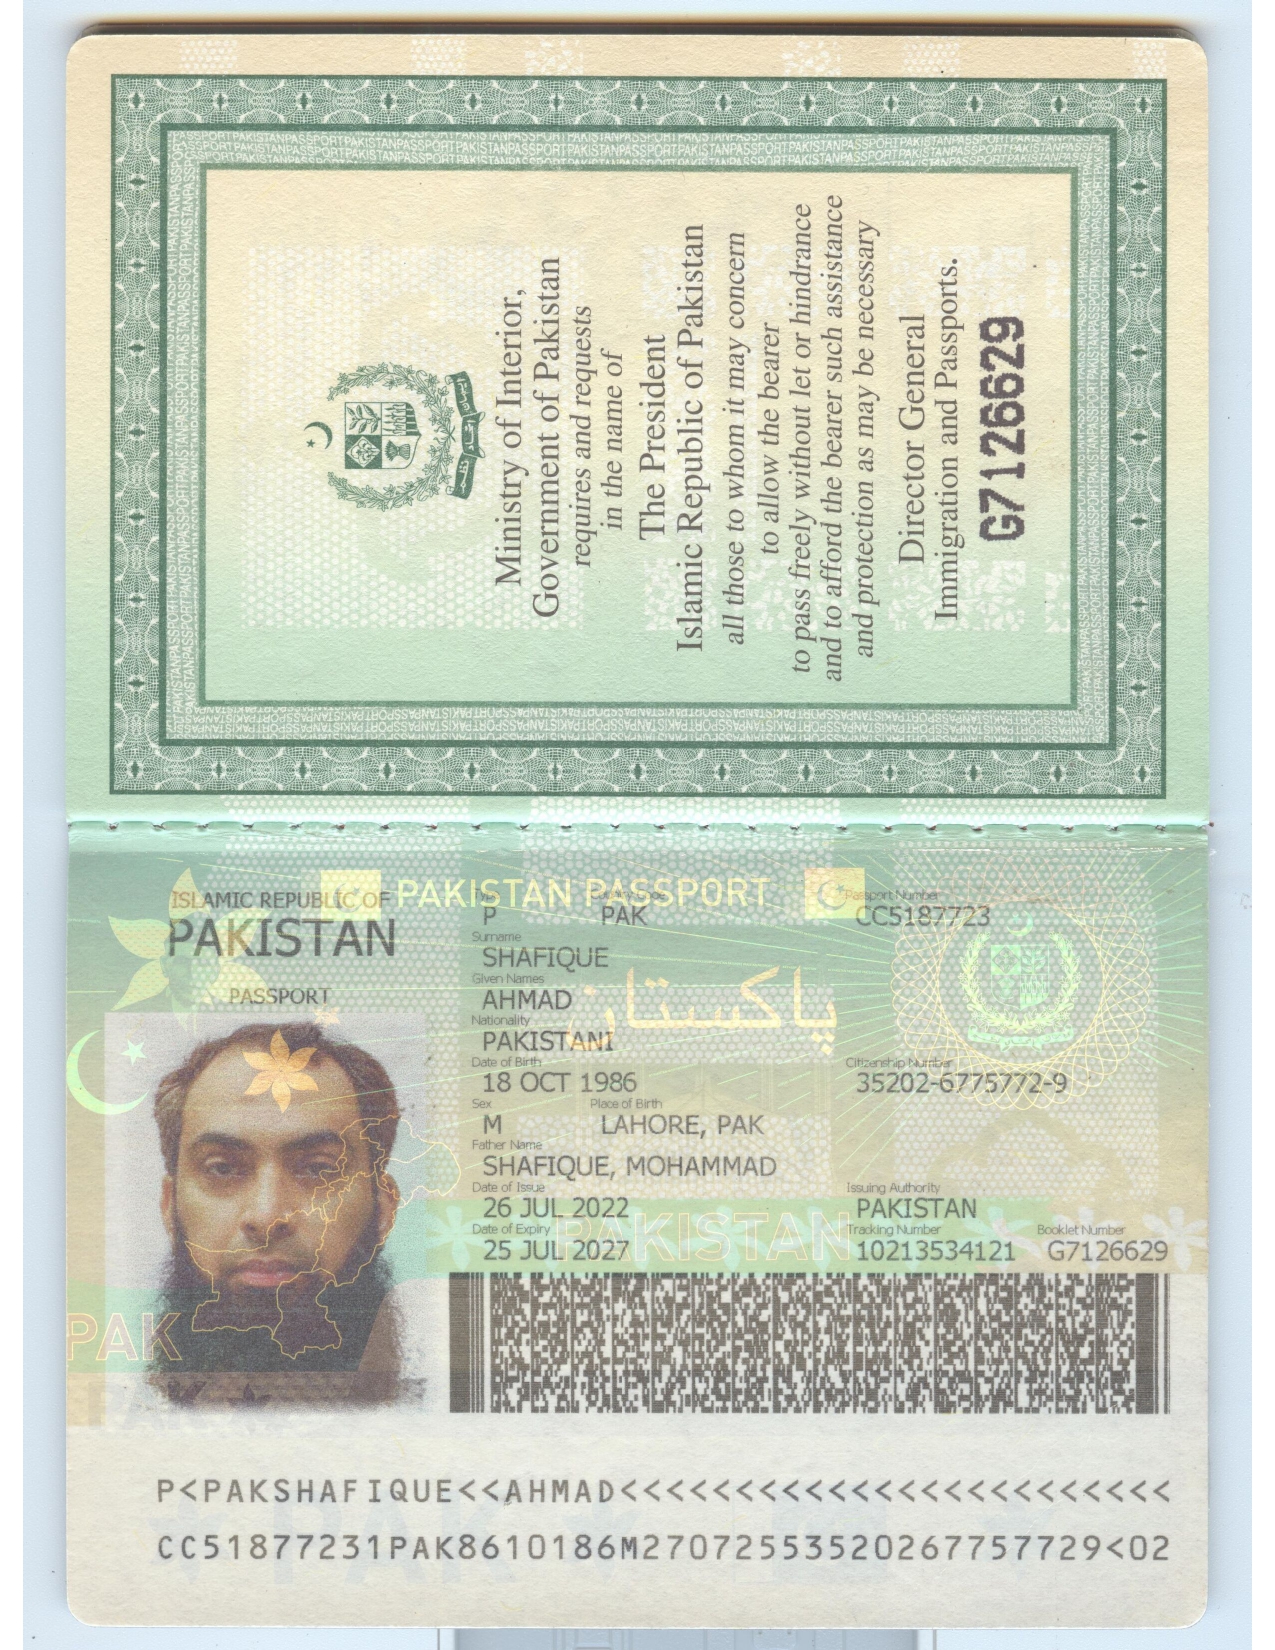 Ministry of Interior,
Government of Pakistan
requires and requests
in the name of
The President
Islamic Republic of Pakistan
all those to whom it may concern
to allow the bearer
to pass freely without let or hindrance
and to afford the bearer such assistance
and protection as may be necessary
Director General
Immigration and Passports.
G7126629
ISLAMIC REPUBLIC OF
PAKISTAN
PASSPORT
PAKISTAN PASSPORT
Country Code Passport Number
P PAK CC5187723
Surname
SHAFIQUE
Given Names
AHMAD
پاکستان
Nationality
PAKISTANI
Date of Birth Citizenship Number
18 OCT 1986 35202-6775772-9
Sex Place of Birth
M LAHORE, PAK
Father Name
SHAFIQUE, MOHAMMAD
Date of Issue Issuing Authority
26 JUL 2022 PAKISTAN
Date of Expiry Tracking Number Booklet Number
25 JUL 2027 10213534121 G7126629
PAKISTAN
PAK
P<PAKSHAFIQUE<<AHMAD<<<<<<<<<<<<<<<<<<<<<<<<
CC51877231PAK8610186M27072553520267757729<02